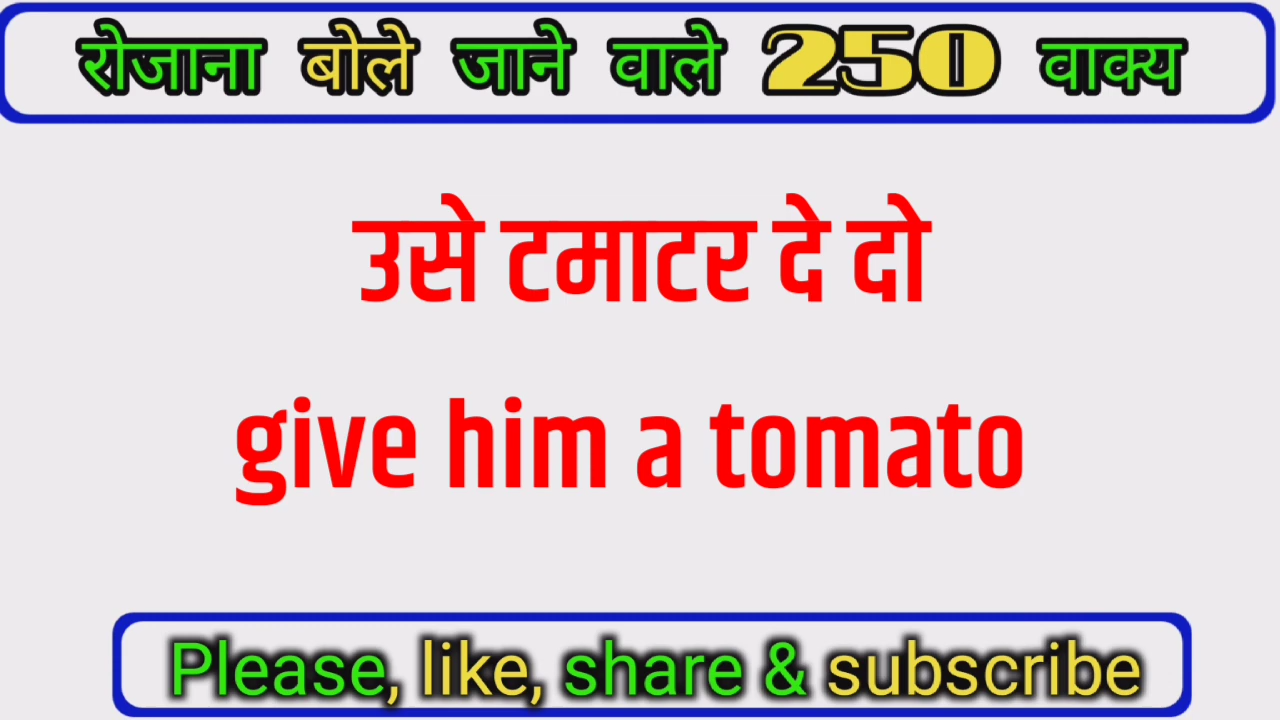 रोजाना बोले जाने वाले 250 वाक्य
उसे टमाटर दे दो
give him a tomato
Please, like, share & subscribe